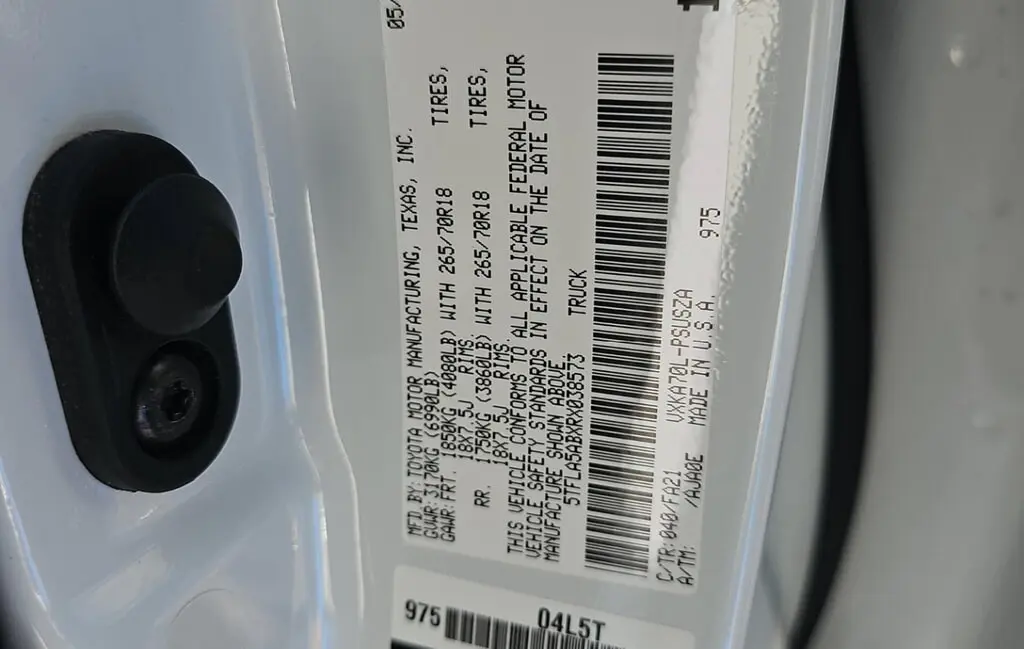 05/
MFD.BY:TOYOTA MOTOR MANUFACTURING, TEXAS, INC.
GVWR:3170KG (6990LB)
GAWR:FRT. 1850KG (4080LB) WITH 265/70R18 TIRES,
18X7.5J RIMS.
RR. 1750KG (3860LB) WITH 265/70R18 TIRES,
18X7.5J RIMS.
THIS VEHICLE CONFORMS TO ALL APPLICABLE FEDERAL MOTOR
VEHICLE SAFETY STANDARDS IN EFFECT ON THE DATE OF
MANUFACTURE SHOWN ABOVE.
5TFLA5ABXRX038573 TRUCK
C/TR:040/FA21 VXKA70L-PSUSZA
A/TM: /AJA0E MADE IN U.S.A. 975
975 04L5T